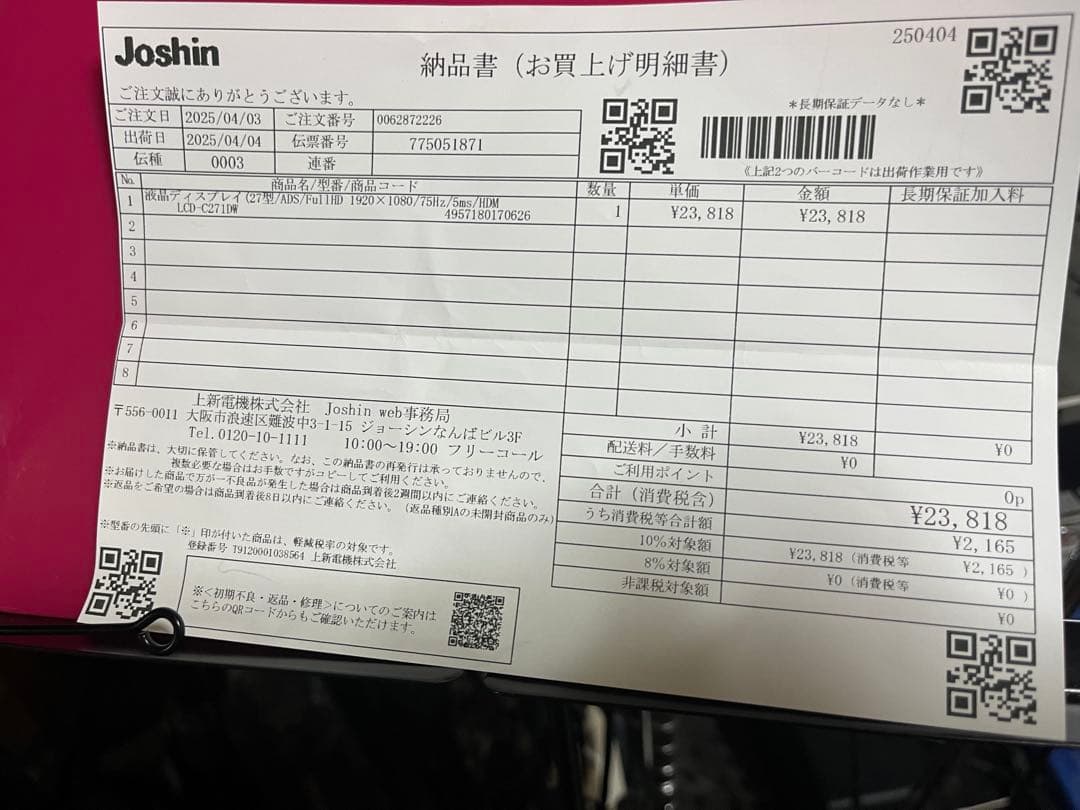 Joshin
納品書（お買上げ明細書）
250404
ご注文誠にありがとうございます。
＊長期保証データなし＊
ご注文日 2025/04/03 ご注文番号 0062872226
出荷日 2025/04/04 伝票番号 775051871
伝種 0003 連番
《上記2つのバーコードは出荷作業用です》
No. 商品名/型番/商品コード 数量 単価 金額 長期保証加入料
1 液晶ディスプレイ(27型/ADS/FullHD 1920×1080/75Hz/5ms/HDM
LCD-C271DW 4957180170626 1 ¥23,818 ¥23,818
2
3
4
5
6
7
8
上新電機株式会社 Joshin web事務局
〒556-0011 大阪市浪速区難波中3-1-15 ジョーシンなんばビル3F
Tel.0120-10-1111 10:00〜19:00 フリーコール
※納品書は、大切に保管してください。なお、この納品書の再発行は承っておりませんので、
複数必要な場合はお手数ですがコピーしてご利用ください。
※お届けした商品で万が一不良品が発生した場合は商品到着後2週間以内にご連絡ください。
※返品をご希望の場合は商品到着後8日以内にご連絡ください。（返品種別Aの未開封商品のみ）
※型番の先頭に「※」印が付いた商品は、軽減税率の対象です。
登録番号 T9120001038564 上新電機株式会社
※<初期不良・返品・修理>についてのご案内は
こちらのQRコードからもご確認いただけます。
小計 ¥23,818 ¥0
配送料／手数料 ¥0
ご利用ポイント 0p
合計（消費税含） ¥23,818
うち消費税等合計額 ¥2,165
10%対象額 ¥23,818（消費税等 ¥2,165 ）
8%対象額 ¥0（消費税等 ¥0 ）
非課税対象額 ¥0